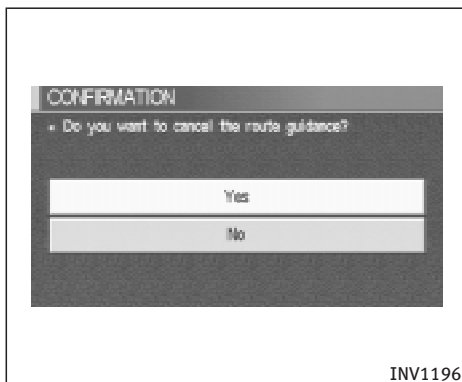 CONFIRMATION
Do you want to cancel the route guidance?
Yes
No
INV1196